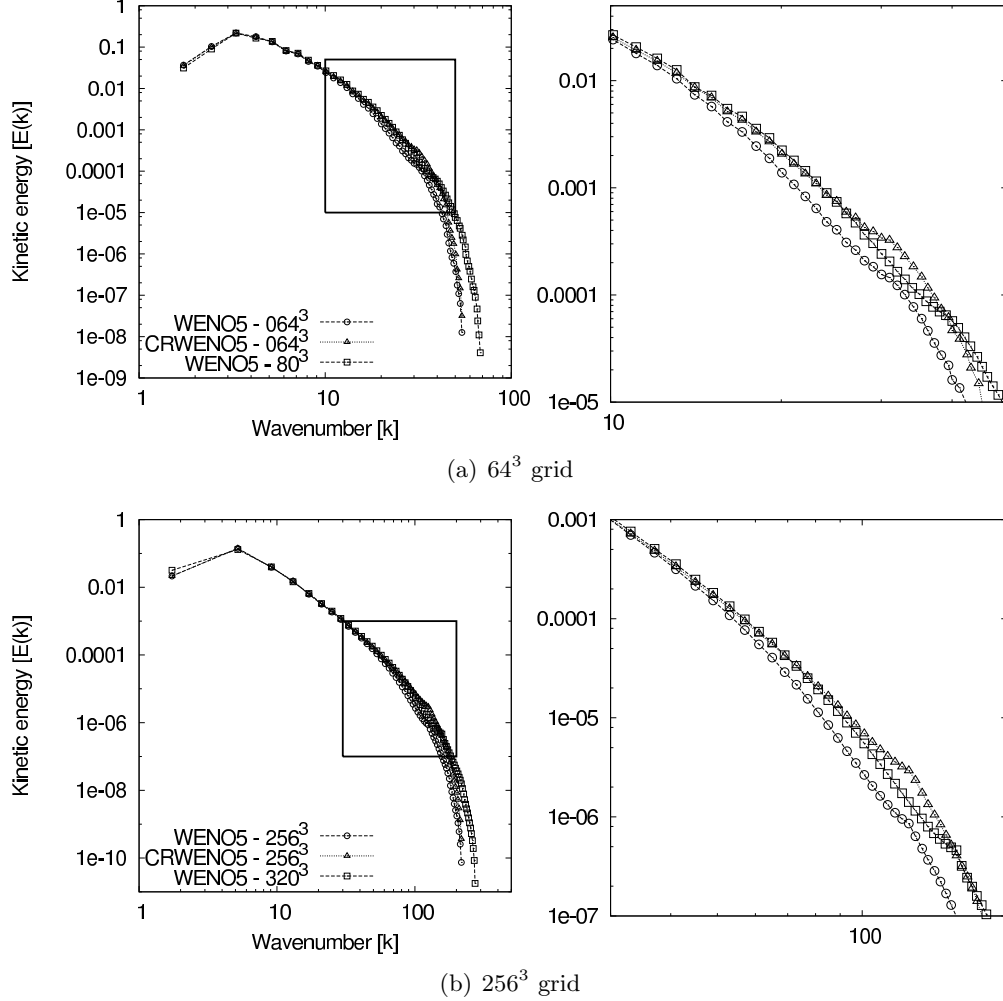 1
0.1
0.01
0.001
0.0001
1e-05
1e-06
1e-07
1e-08
1e-09
Kinetic energy [E(k)]
WENO5 - 064³
CRWENO5 - 064³
WENO5 - 80³
1
10
100
Wavenumber [k]
0.01
0.001
0.0001
1e-05
10
(a) 64³ grid
1
0.01
0.0001
1e-06
1e-08
1e-10
Kinetic energy [E(k)]
WENO5 - 256³
CRWENO5 - 256³
WENO5 - 320³
1
10
100
Wavenumber [k]
0.001
0.0001
1e-05
1e-06
1e-07
100
(b) 256³ grid